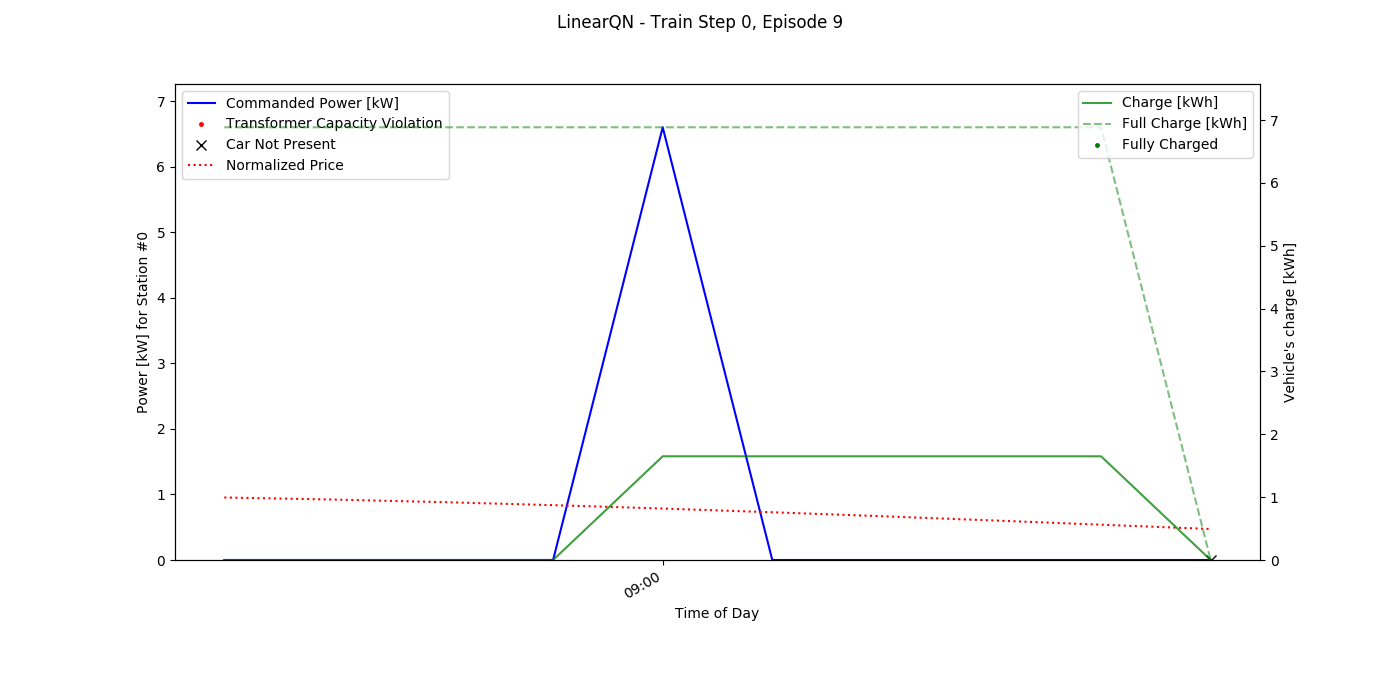 LinearQN - Train Step 0, Episode 9
7
6
5
4
3
2
1
0
Power [kW] for Station #0
Commanded Power [kW]
Transformer Capacity Violation
Car Not Present
Normalized Price
Charge [kWh]
Full Charge [kWh]
Fully Charged
7
6
5
4
3
2
1
0
Vehicle's charge [kWh]
09:00
Time of Day